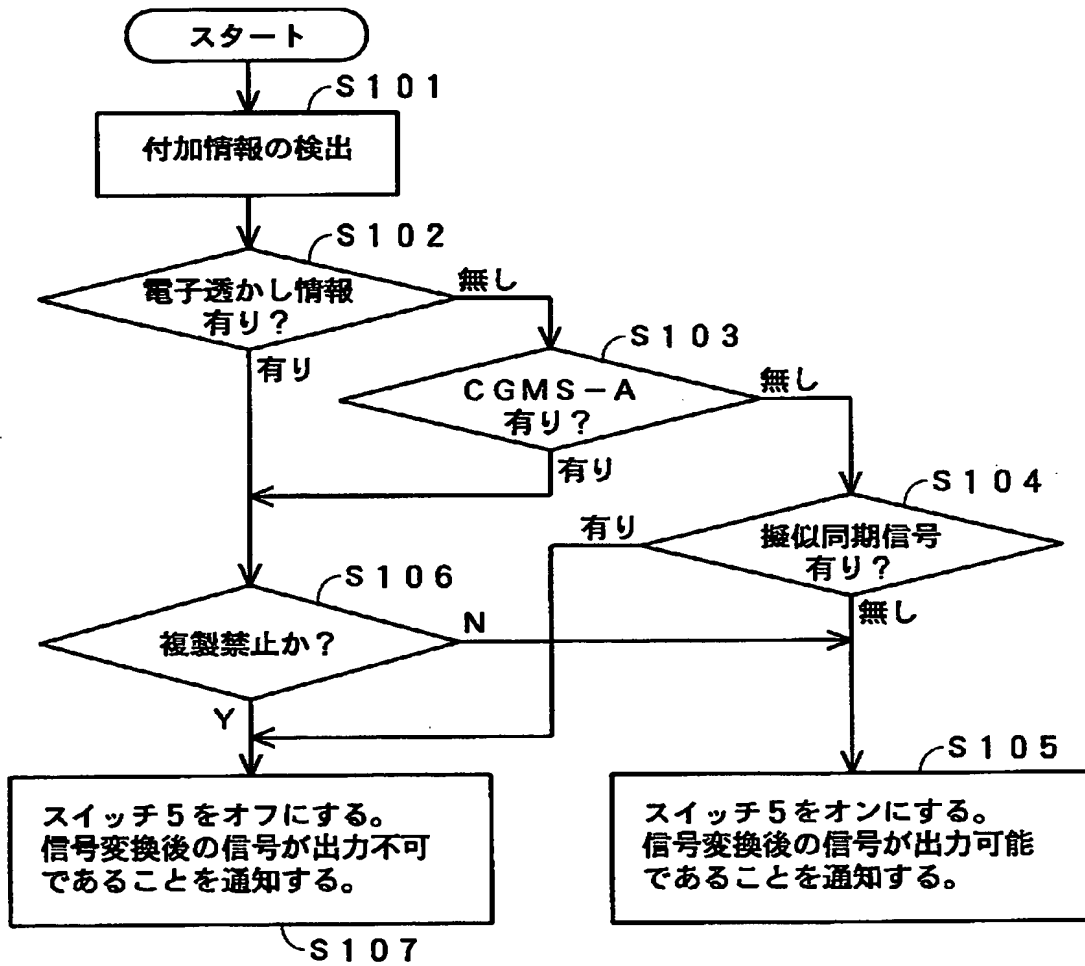 スタート
S101
付加情報の検出
S102
電子透かし情報
有り?
無し
有り
S103
CGMS-A
有り?
無し
有り
S104
擬似同期信号
有り?
有り
無し
S106
複製禁止か?
N
Y
S107
スイッチ5をオフにする。
信号変換後の信号が出力不可
であることを通知する。
S105
スイッチ5をオンにする。
信号変換後の信号が出力可能
であることを通知する。